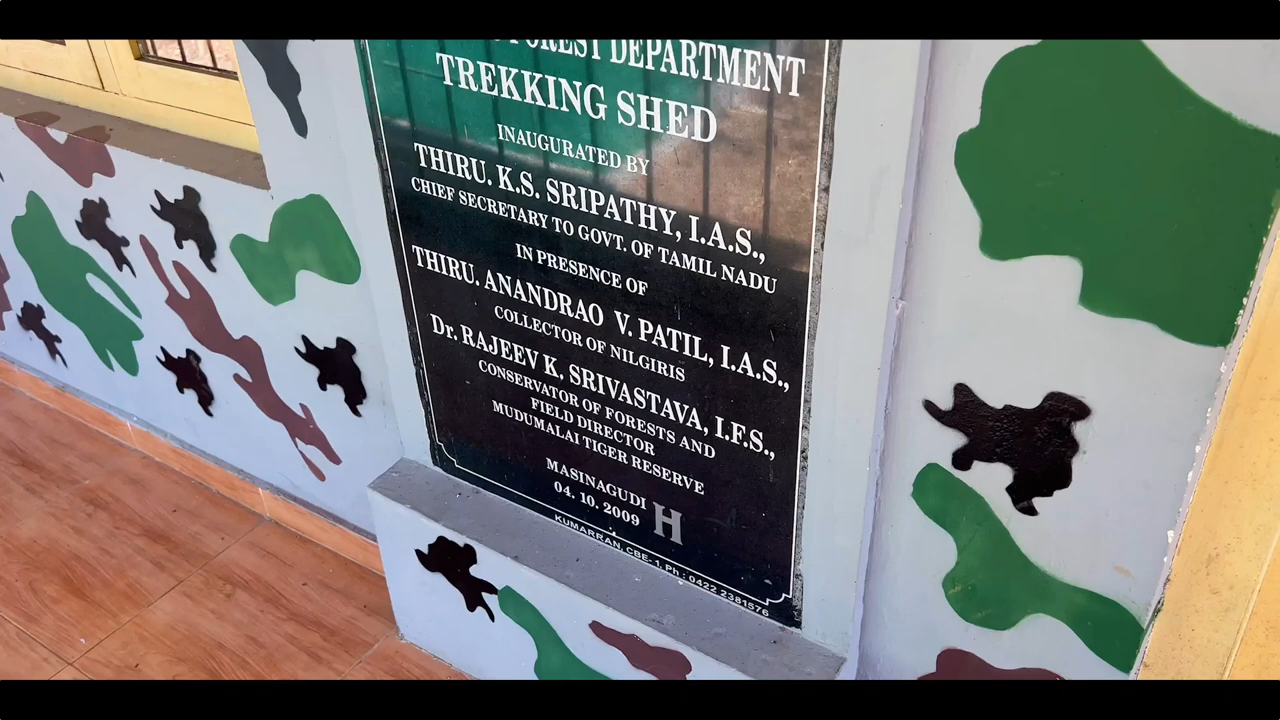 FOREST DEPARTMENT
TREKKING SHED
INAUGURATED BY
THIRU. K.S. SRIPATHY, I.A.S.,
CHIEF SECRETARY TO GOVT. OF TAMIL NADU
IN PRESENCE OF
THIRU. ANANDRAO V. PATIL, I.A.S.,
COLLECTOR OF NILGIRIS
Dr. RAJEEV K. SRIVASTAVA, I.F.S.,
CONSERVATOR OF FORESTS AND
FIELD DIRECTOR
MUDUMALAI TIGER RESERVE
MASINAGUDI
04. 10. 2009
H
KUMARRAN, CBE. 1, Ph : 0422 2381576